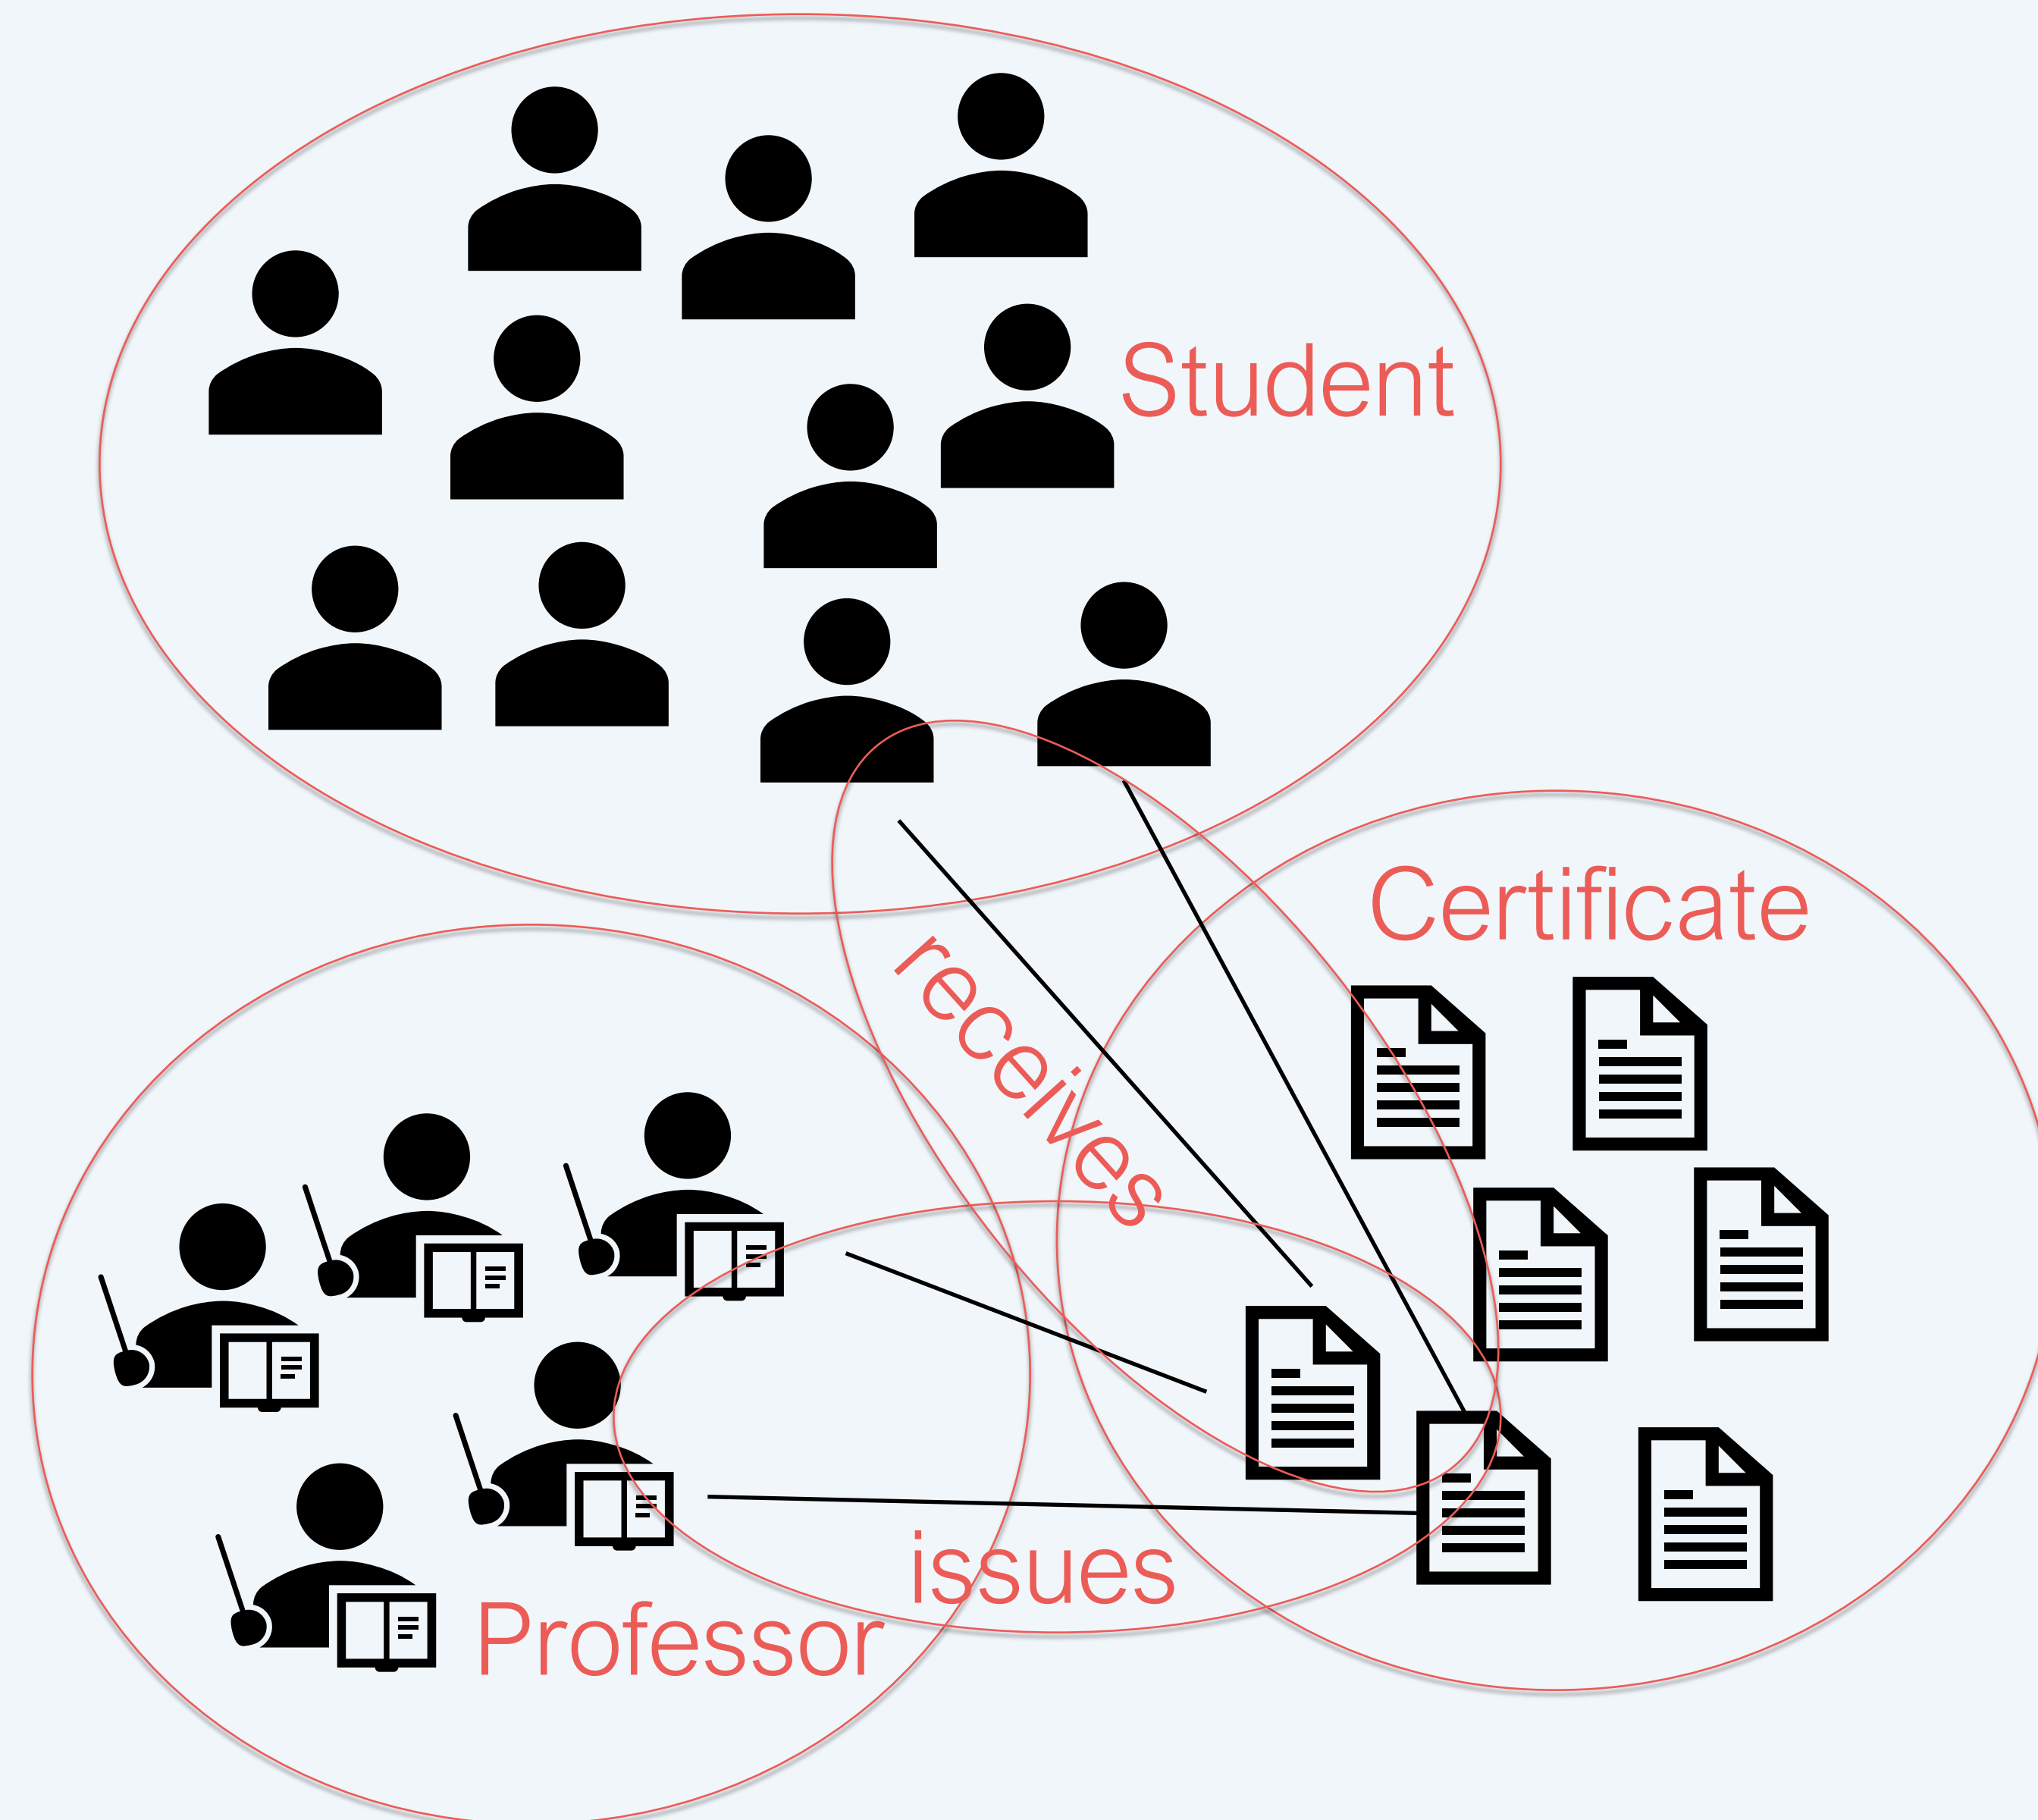 Student
Certificate
receives
issues
Professor